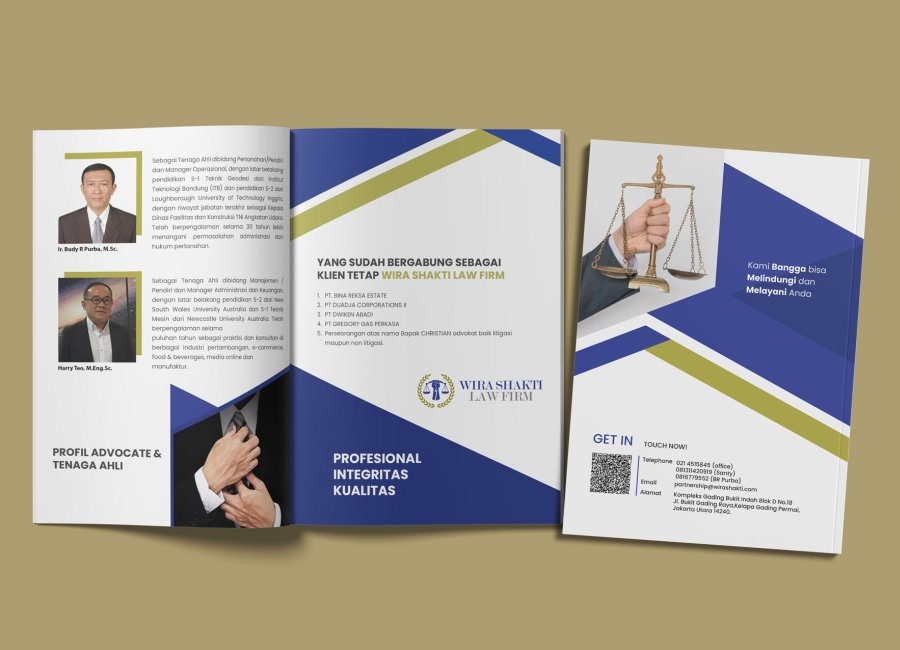 Sebagai Tenaga Ahli dibidang Pertanahan/Pendiri
dan Manager Operasional, dengan latar belakang
pendidikan S-1 Teknik Geodesi dari Institut
Teknologi Bandung (ITB) dan pendidikan S-2 dari
Loughborough University of Technology Inggris,
dengan riwayat jabatan terakhir sebagai Kepala
Dinas Fasilitas dan Konstruksi TNI Angkatan Udara.
Telah berpengalaman selama 30 tahun lebih
menangani permasalahan administrasi dan
hukum pertanahan.
Ir. Budy R Purba, M.Sc.
Sebagai Tenaga Ahli dibidang Manajemen /
Pendiri dan Manager Administrasi dan Keuangan,
dengan latar belakang pendidikan S-2 dari New
South Wales University Australia dan S-1 Teknik
Mesin dari Newcastle University Australia. Telah
berpengalaman selama
puluhan tahun sebagai praktisi dan konsultan di
berbagai industri pertambangan, e-commerce,
food & beverages, media online dan
manufaktur.
Harry Teo, M.Eng.Sc.
PROFIL ADVOCATE &
TENAGA AHLI
YANG SUDAH BERGABUNG SEBAGAI
KLIEN TETAP WIRA SHAKTI LAW FIRM
1. PT. BINA REKSA ESTATE
2. PT DUADJA CORPORATIONS II
3. PT DWIKEN ABADI
4. PT GREGORY GAS PERKASA
5. Perseorangan atas nama Bapak CHRISTIAN advokat baik litigasi
maupun non litigasi.
WIRA SHAKTI
LAW FIRM
PROFESIONAL
INTEGRITAS
KUALITAS
Kami Bangga bisa
Melindungi dan
Melayani Anda
GET IN TOUCH NOW!
Telephone 021 4515845 (office)
081311420919 (Santy)
0816779552 (BR Purba)
Email partnership@wirashakti.com
Alamat Kompleks Gading Bukit Indah Blok D No.18
Jl. Bukit Gading Raya,Kelapa Gading Permai,
Jakarta Utara 14240.